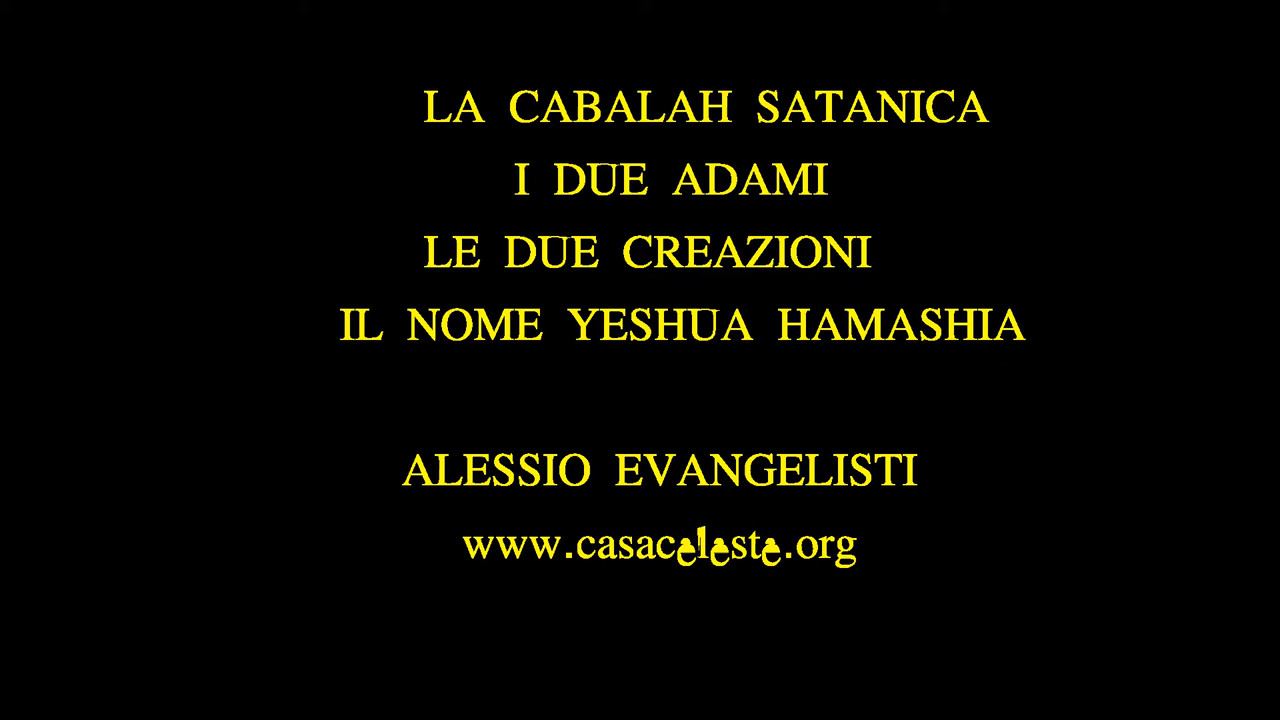 LA CABALAH SATANICA
I DUE ADAMI
LE DUE CREAZIONI
IL NOME YESHUA HAMASHIA
ALESSIO EVANGELISTI
www.casaceleste.org